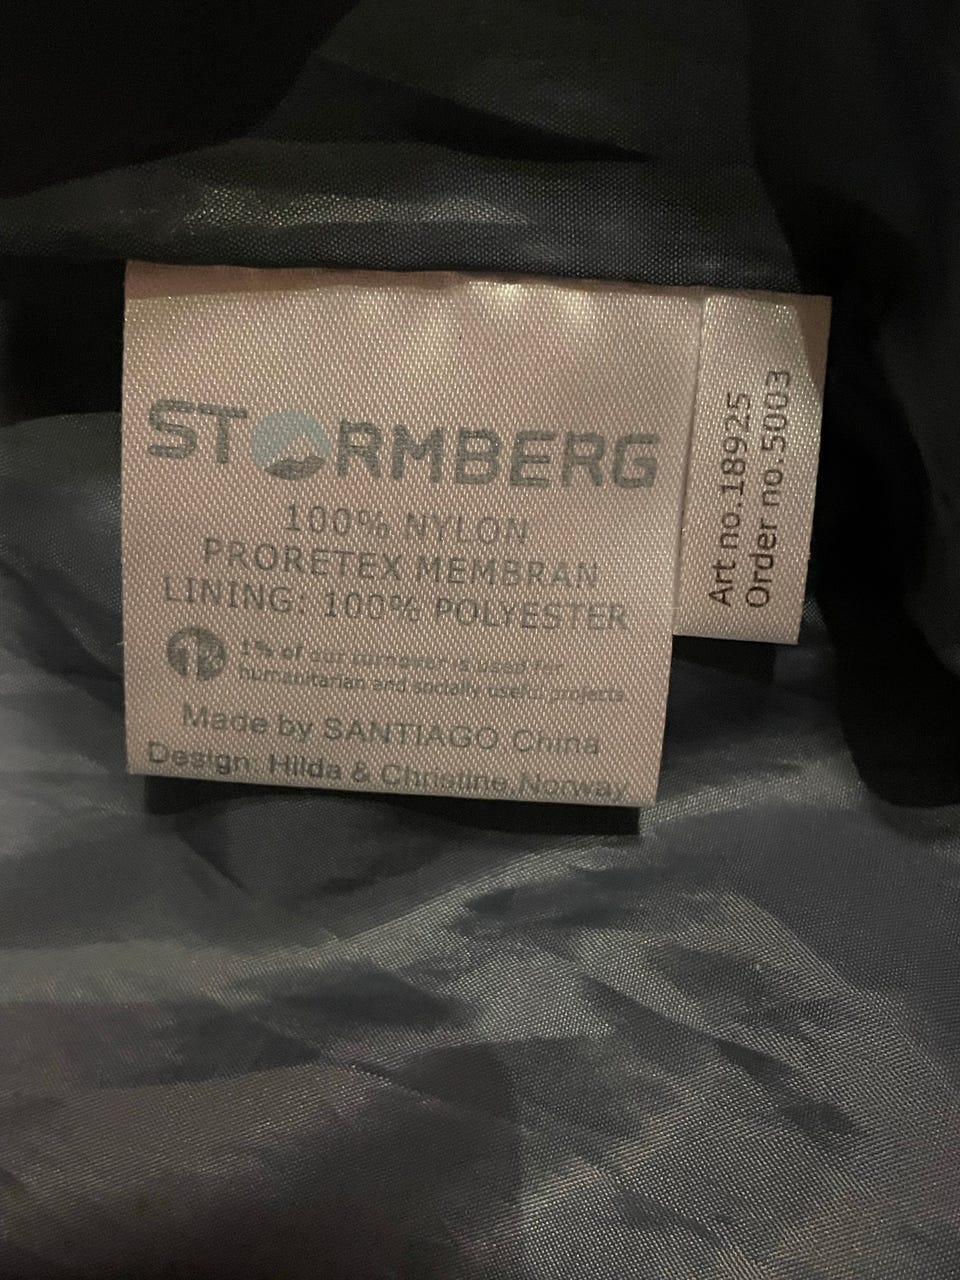 STORMBERG
100% NYLON
PRORETEX MEMBRAN
LINING: 100% POLYESTER
1% of our turnover is used for
humanitarian and socially useful projects
Made by SANTIAGO China
Design: Hilda & Christine, Norway
Art no.18925
Order no.5003